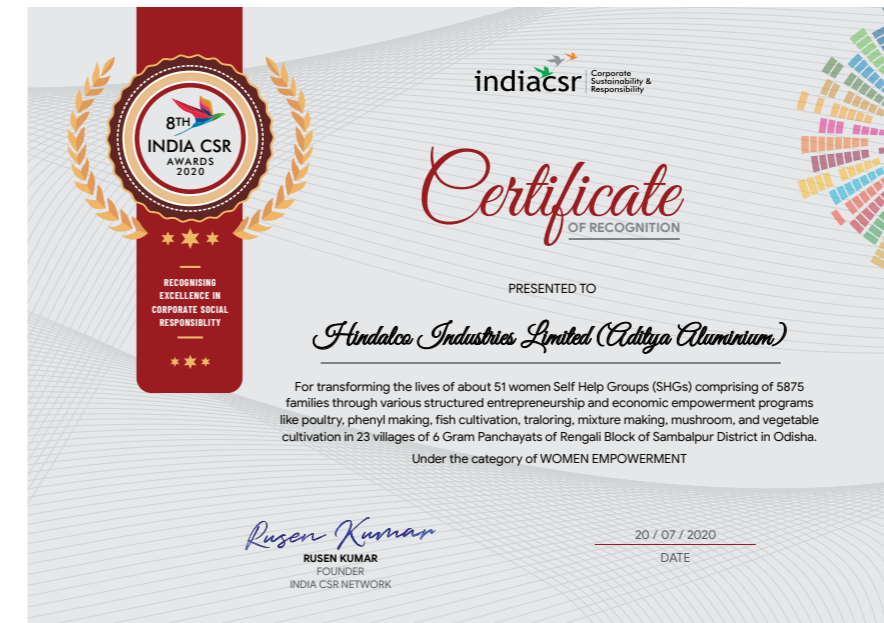 8TH
INDIA CSR
AWARDS
2020
RECOGNISING
EXCELLENCE IN
CORPORATE SOCIAL
RESPONSIBLITY
indiacsr
Corporate
Sustainability &
Responsibility
Certificate
OF RECOGNITION
PRESENTED TO
Hindalco Industries Limited (Aditya Aluminium)
For transforming the lives of about 51 women Self Help Groups (SHGs) comprising of 5875
families through various structured entrepreneurship and economic empowerment programs
like poultry, phenyl making, fish cultivation, traloring, mixture making, mushroom, and vegetable
cultivation in 23 villages of 6 Gram Panchayats of Rengali Block of Sambalpur District in Odisha.
Under the category of WOMEN EMPOWERMENT
Rusen Kumar
RUSEN KUMAR
FOUNDER
INDIA CSR NETWORK
20 / 07 / 2020
DATE